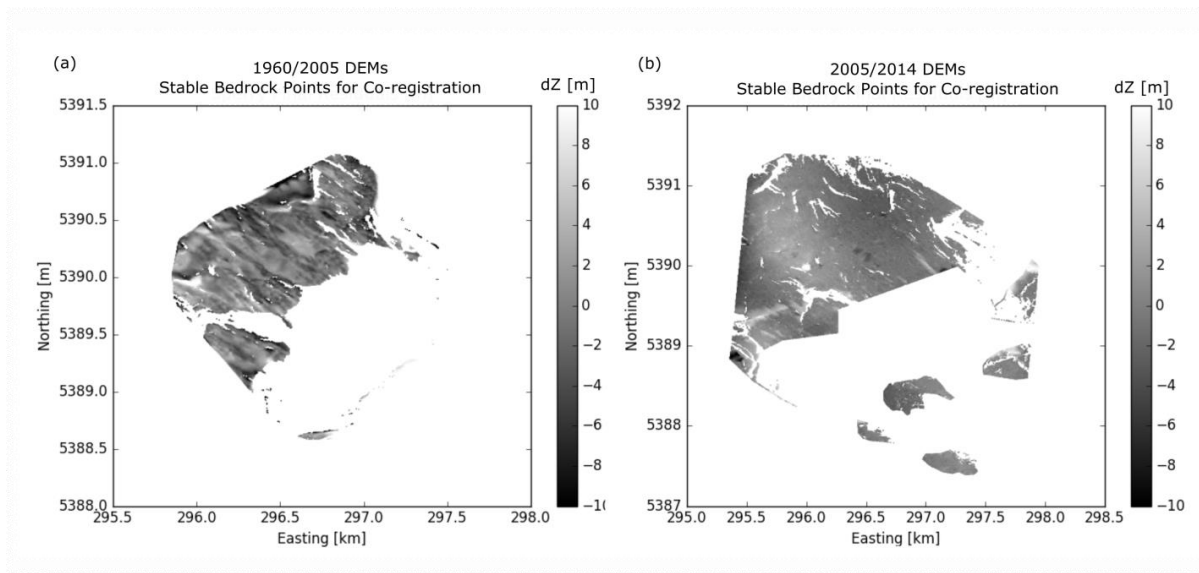 (a)
1960/2005 DEMs
Stable Bedrock Points for Co-registration
dZ [m]
5391.5
5391.0
5390.5
5390.0
5389.5
5389.0
5388.5
5388.0
Northing [m]
295.5 296.0 296.5 297.0 297.5 298.0
Easting [km]
10
8
6
4
2
0
−2
−4
−6
−8
−10
(b)
2005/2014 DEMs
Stable Bedrock Points for Co-registration
dZ [m]
5392
5391
5390
5389
5388
5387
Northing [m]
295.0 295.5 296.0 296.5 297.0 297.5 298.0 298.5
Easting [km]
10
8
6
4
2
0
−2
−4
−6
−8
−10